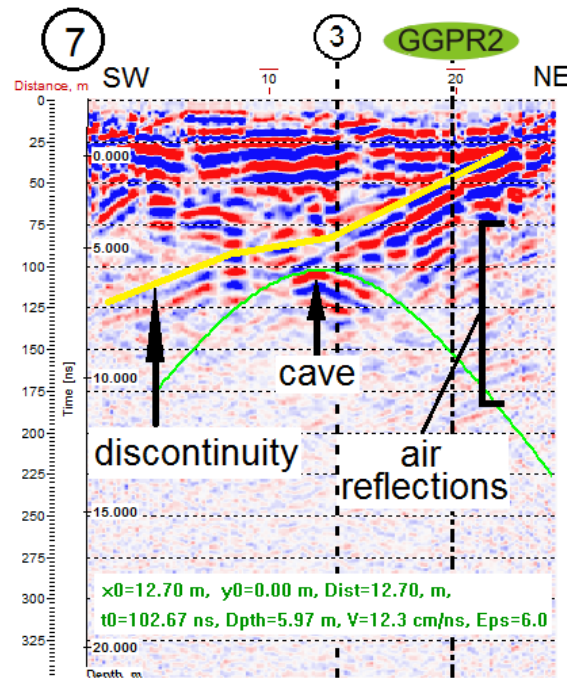 7
SW
3
GGPR2
NE
Distance, m
10
20
0
25
50
75
100
125
150
175
200
225
250
275
300
325
Time [ns]
0.000
5.000
10.000
15.000
20.000
Depth, m
cave
discontinuity
air
reflections
x0=12.70 m, y0=0.00 m, Dist=12.70, m,
t0=102.67 ns, Dpth=5.97 m, V=12.3 cm/ns, Eps=6.0